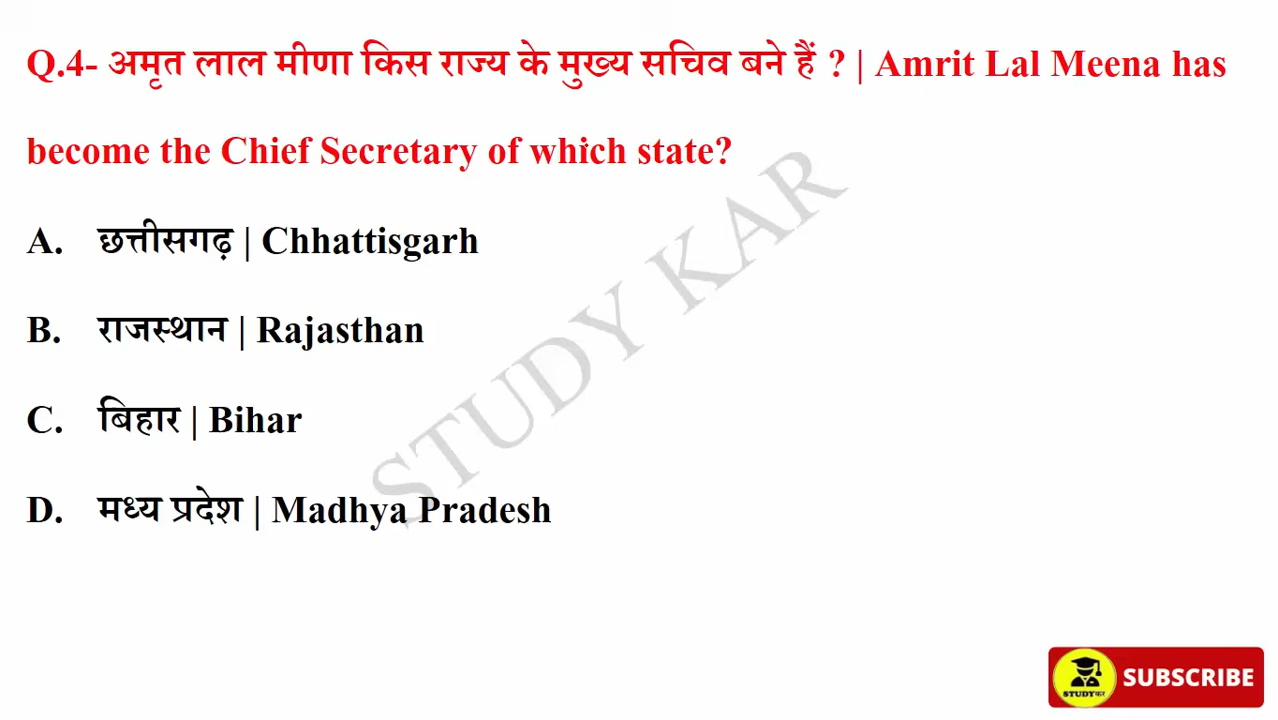 Q.4- अमृत लाल मीणा किस राज्य के मुख्य सचिव बने हैं ? | Amrit Lal Meena has
become the Chief Secretary of which state?
A. छत्तीसगढ़ | Chhattisgarh
B. राजस्थान | Rajasthan
C. बिहार | Bihar
D. मध्य प्रदेश | Madhya Pradesh
STUDY KAR
STUDYकर
SUBSCRIBE